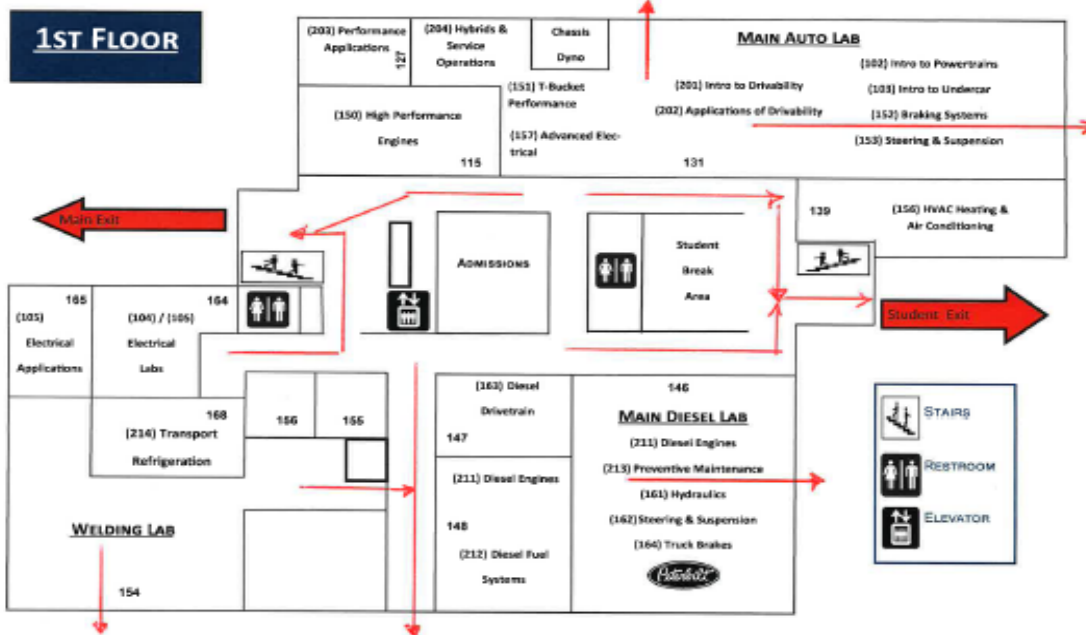 1ST FLOOR
(203) Performance
Applications
127
(204) Hybrids &
Service
Operations
Chassis
Dyno
MAIN AUTO LAB
(102) Intro to Powertrains
(103) Intro to Undercar
(152) Braking Systems
(153) Steering & Suspension
(201) Intro to Drivability
(202) Applications of Drivability
(151) T-Bucket
Performance
(157) Advanced Elec-
trical
131
(150) High Performance
Engines
115
Main Exit
139
(156) HVAC Heating &
Air Conditioning
ADMISSIONS
Student
Break
Area
Student Exit
165
(105)
Electrical
Applications
164
(104) / (105)
Electrical
Labs
168
(214) Transport
Refrigeration
156
155
(163) Diesel
Drivetrain
147
(211) Diesel Engines
148
(212) Diesel Fuel
Systems
146
MAIN DIESEL LAB
(211) Diesel Engines
(213) Preventive Maintenance
(161) Hydraulics
(162) Steering & Suspension
(164) Truck Brakes
Peterbilt
WELDING LAB
154
STAIRS
RESTROOM
ELEVATOR